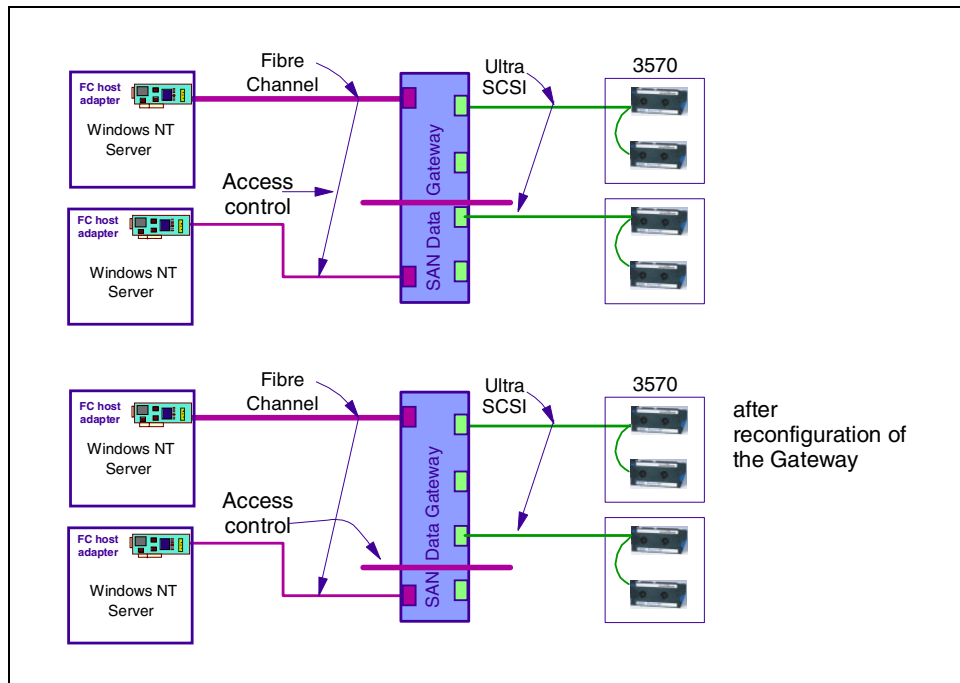 Fibre
Channel
Ultra
SCSI
3570
FC host
adapter
Windows NT
Server
Access
control
SAN Data Gateway
FC host
adapter
Windows NT
Server
Fibre
Channel
Ultra
SCSI
3570
FC host
adapter
Windows NT
Server
after
reconfiguration of
the Gateway
Access
control
SAN Data Gateway
FC host
adapter
Windows NT
Server